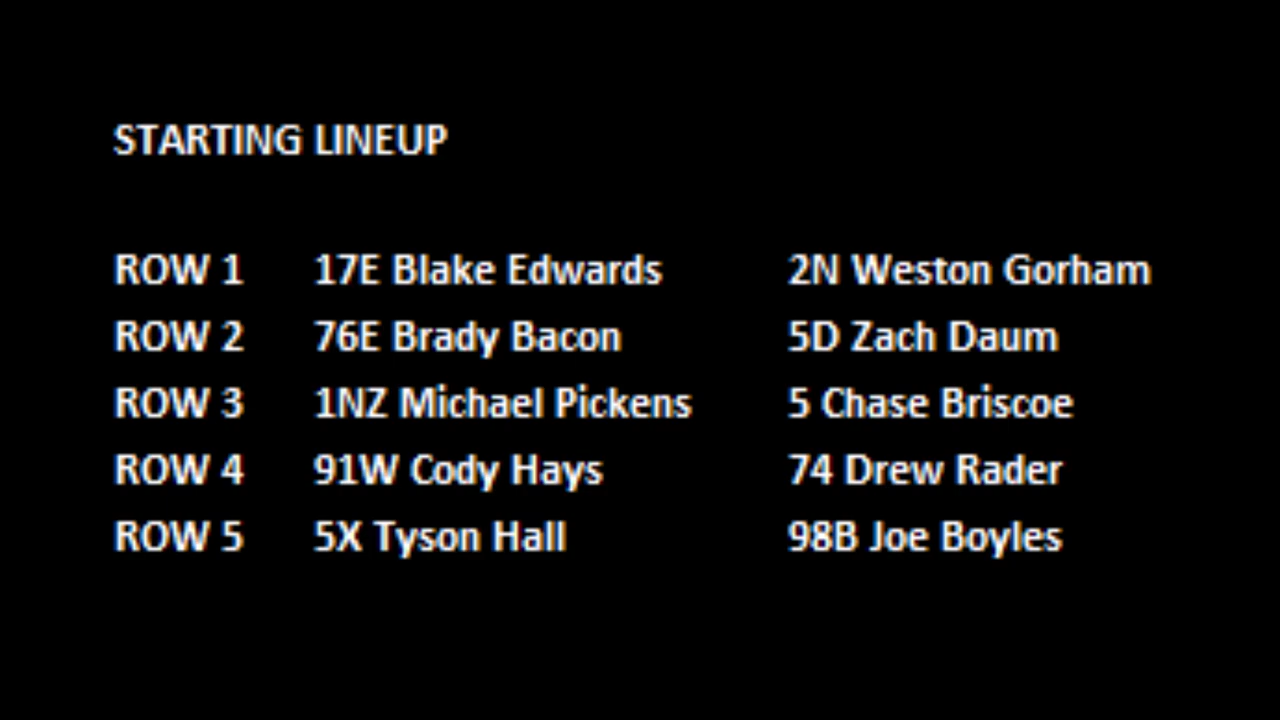 STARTING LINEUP
ROW 1 17E Blake Edwards 2N Weston Gorham
ROW 2 76E Brady Bacon 5D Zach Daum
ROW 3 1NZ Michael Pickens 5 Chase Briscoe
ROW 4 91W Cody Hays 74 Drew Rader
ROW 5 5X Tyson Hall 98B Joe Boyles